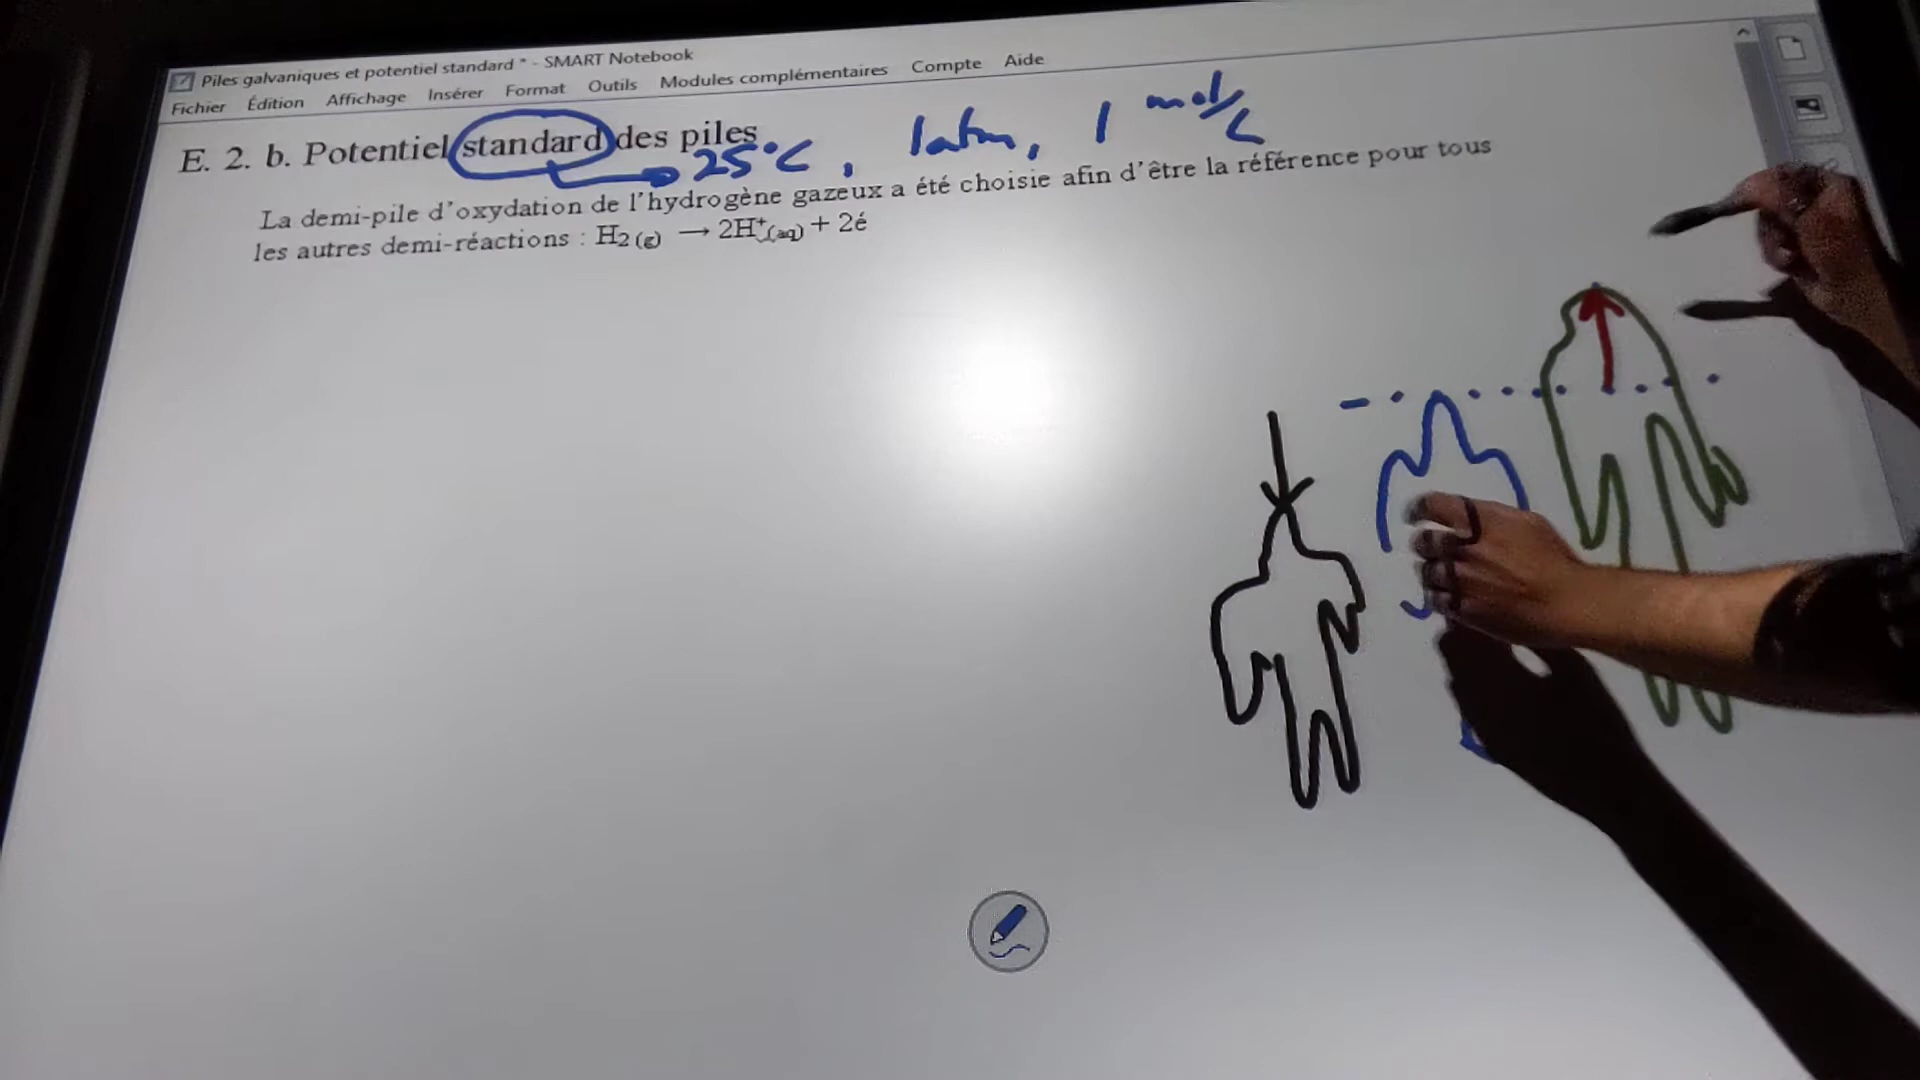 Piles galvaniques et potentiel standard * - SMART Notebook
Fichier Édition Affichage Insérer Format Outils Modules complémentaires Compte Aide
E. 2. b. Potentiel standard des piles
25°C, 1atm, 1 mol/L
La demi-pile d'oxydation de l'hydrogène gazeux a été choisie afin d'être la référence pour tous
les autres demi-réactions : H₂ (g) → 2H⁺(aq) + 2é